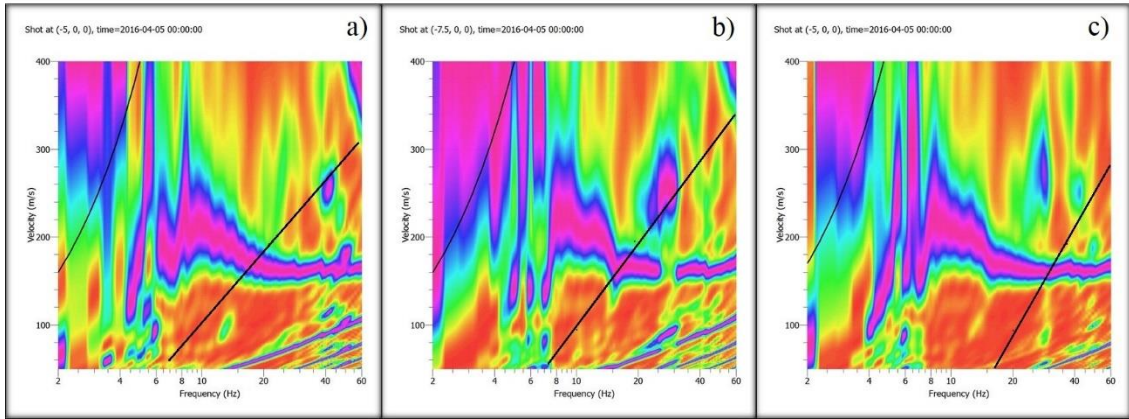 Shot at (-5, 0, 0), time=2016-04-05 00:00:00
a)
400
300
200
100
Velocity (m/s)
2 4 6 8 10 20 40 60
Frequency (Hz)
Shot at (-7.5, 0, 0), time=2016-04-05 00:00:00
b)
400
300
200
100
Velocity (m/s)
2 4 6 8 10 20 40 60
Frequency (Hz)
Shot at (-5, 0, 0), time=2016-04-05 00:00:00
c)
400
300
200
100
Velocity (m/s)
2 4 6 8 10 20 40 60
Frequency (Hz)